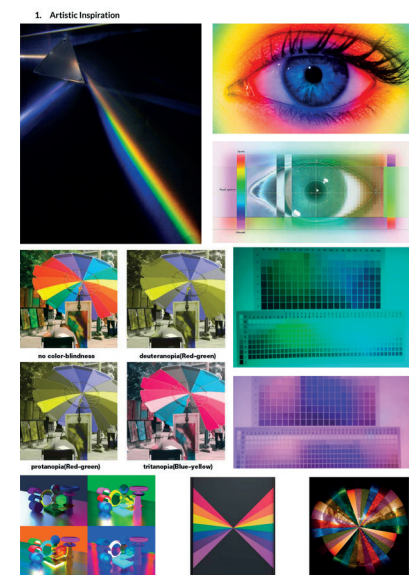 1. Artistic Inspiration
no color-blindness
deuteranopia(Red-green)
protanopia(Red-green)
tritanopia(Blue-yellow)